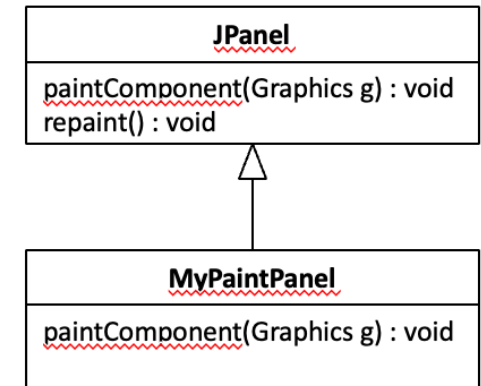 JPanel
paintComponent(Graphics g) : void
repaint() : void
MyPaintPanel
paintComponent(Graphics g) : void